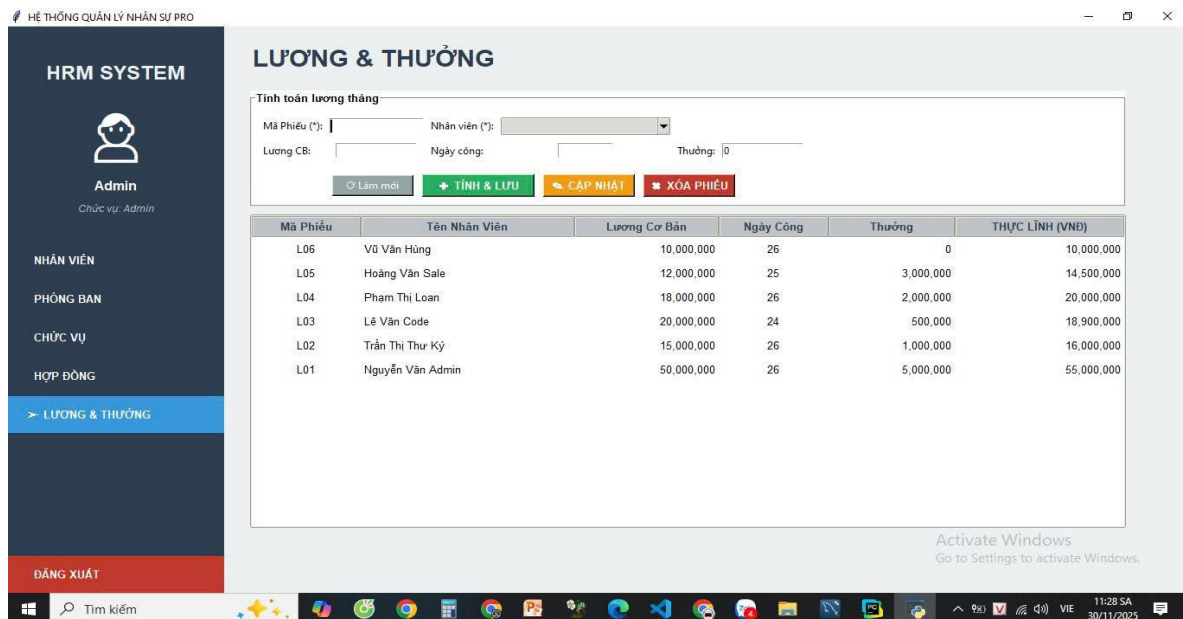 HỆ THỐNG QUẢN LÝ NHÂN SỰ PRO
HRM SYSTEM
Admin
Chức vụ: Admin
NHÂN VIÊN
PHÒNG BAN
CHỨC VỤ
HỢP ĐỒNG
➢ LƯƠNG & THƯỞNG
ĐĂNG XUẤT
LƯƠNG & THƯỞNG
Tính toán lương tháng
Mã Phiếu (*): Nhân viên (*):
Lương CB: Ngày công: Thưởng: 0
Làm mới TÍNH & LƯU CẬP NHẬT XÓA PHIẾU
Mã Phiếu Tên Nhân Viên Lương Cơ Bản Ngày Công Thưởng THỰC LĨNH (VNĐ)
L06 Vũ Văn Hùng 10,000,000 26 0 10,000,000
L05 Hoàng Văn Sale 12,000,000 25 3,000,000 14,500,000
L04 Phạm Thị Loan 18,000,000 26 2,000,000 20,000,000
L03 Lê Văn Code 20,000,000 24 500,000 18,900,000
L02 Trần Thị Thư Ký 15,000,000 26 1,000,000 16,000,000
L01 Nguyễn Văn Admin 50,000,000 26 5,000,000 55,000,000
Activate Windows
Go to Settings to activate Windows.
Tìm kiếm
VIE
11:28 SA
30/11/2025